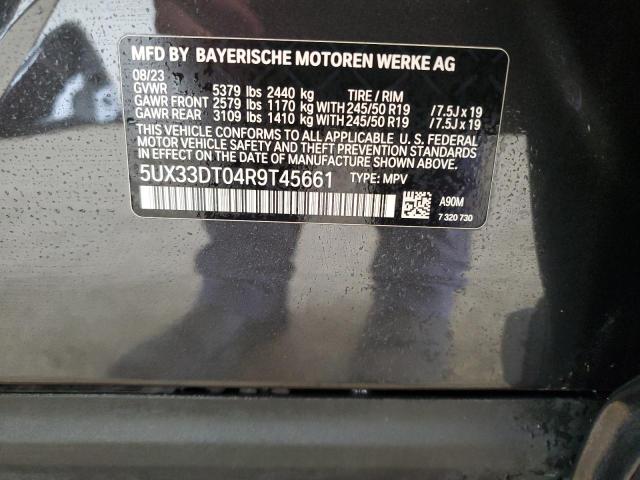 MFD BY BAYERISCHE MOTOREN WERKE AG
08/23
GVWR 5379 lbs 2440 kg TIRE / RIM
GAWR FRONT 2579 lbs 1170 kg WITH 245/50 R19 /7.5J x 19
GAWR REAR 3109 lbs 1410 kg WITH 245/50 R19 /7.5J x 19
THIS VEHICLE CONFORMS TO ALL APPLICABLE U. S. FEDERAL
MOTOR VEHICLE SAFETY AND THEFT PREVENTION STANDARDS
IN EFFECT ON THE DATE OF MANUFACTURE SHOWN ABOVE.
5UX33DT04R9T45661 TYPE: MPV
A90M
7 320 730